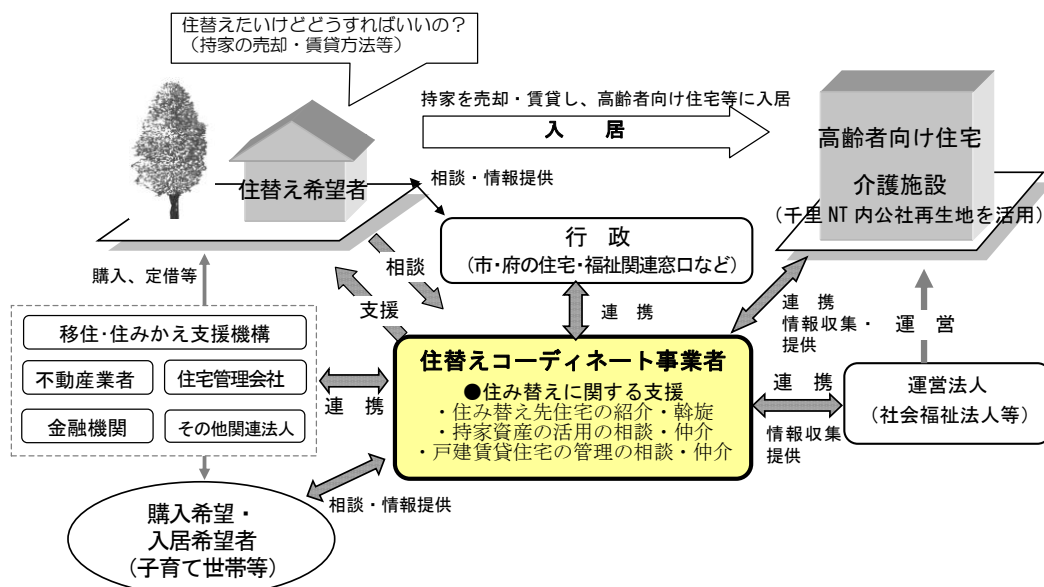 住替えたいけどどうすればいいの？
（持家の売却・賃貸方法等）
持家を売却・賃貸し、高齢者向け住宅等に入居
入　居
高齢者向け住宅
介護施設
（千里 NT 内公社再生地を活用）
住替え希望者
相談・情報提供
行　政
（市・府の住宅・福祉関連窓口など）
購入、定借等
相談
支援
連　携
連　携
情報収集・
提供
運　営
移住・住みかえ支援機構
不動産業者
住宅管理会社
金融機関
その他関連法人
連　携
住替えコーディネート事業者
●住み替えに関する支援
・住み替え先住宅の紹介・斡旋
・持家資産の活用の相談・仲介
・戸建賃貸住宅の管理の相談・仲介
連　携
情報収集
提供
運営法人
（社会福祉法人等）
相談・情報提供
購入希望・
入居希望者
（子育て世帯等）